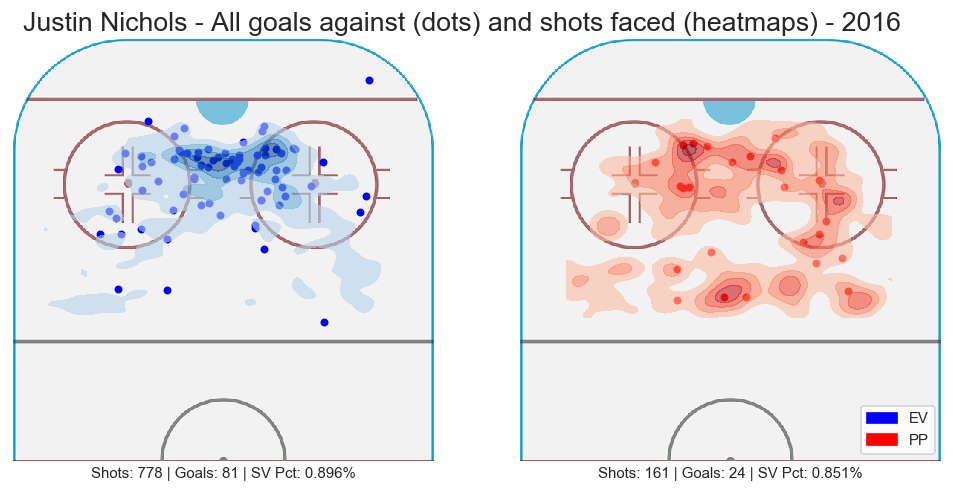 Justin Nichols - All goals against (dots) and shots faced (heatmaps) - 2016
EV
PP
Shots: 778 | Goals: 81 | SV Pct: 0.896%
Shots: 161 | Goals: 24 | SV Pct: 0.851%